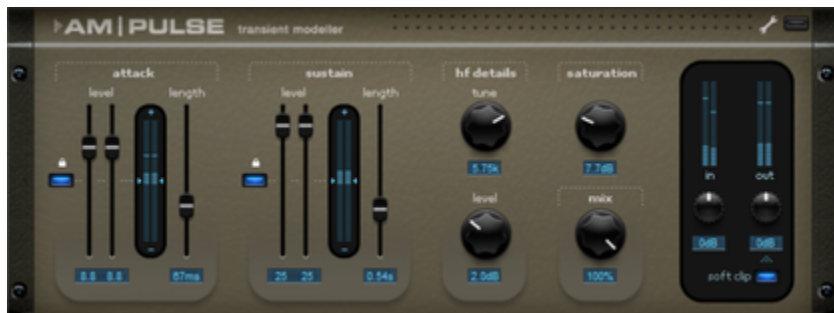 AM|PULSE transient modeller
attack
level length
8.8 8.8 67ms
sustain
level length
25 25 0.54s
hf details
tune
5.75k
level
2.0dB
saturation
7.7dB
mix
100%
in out
0dB 0dB
soft clip